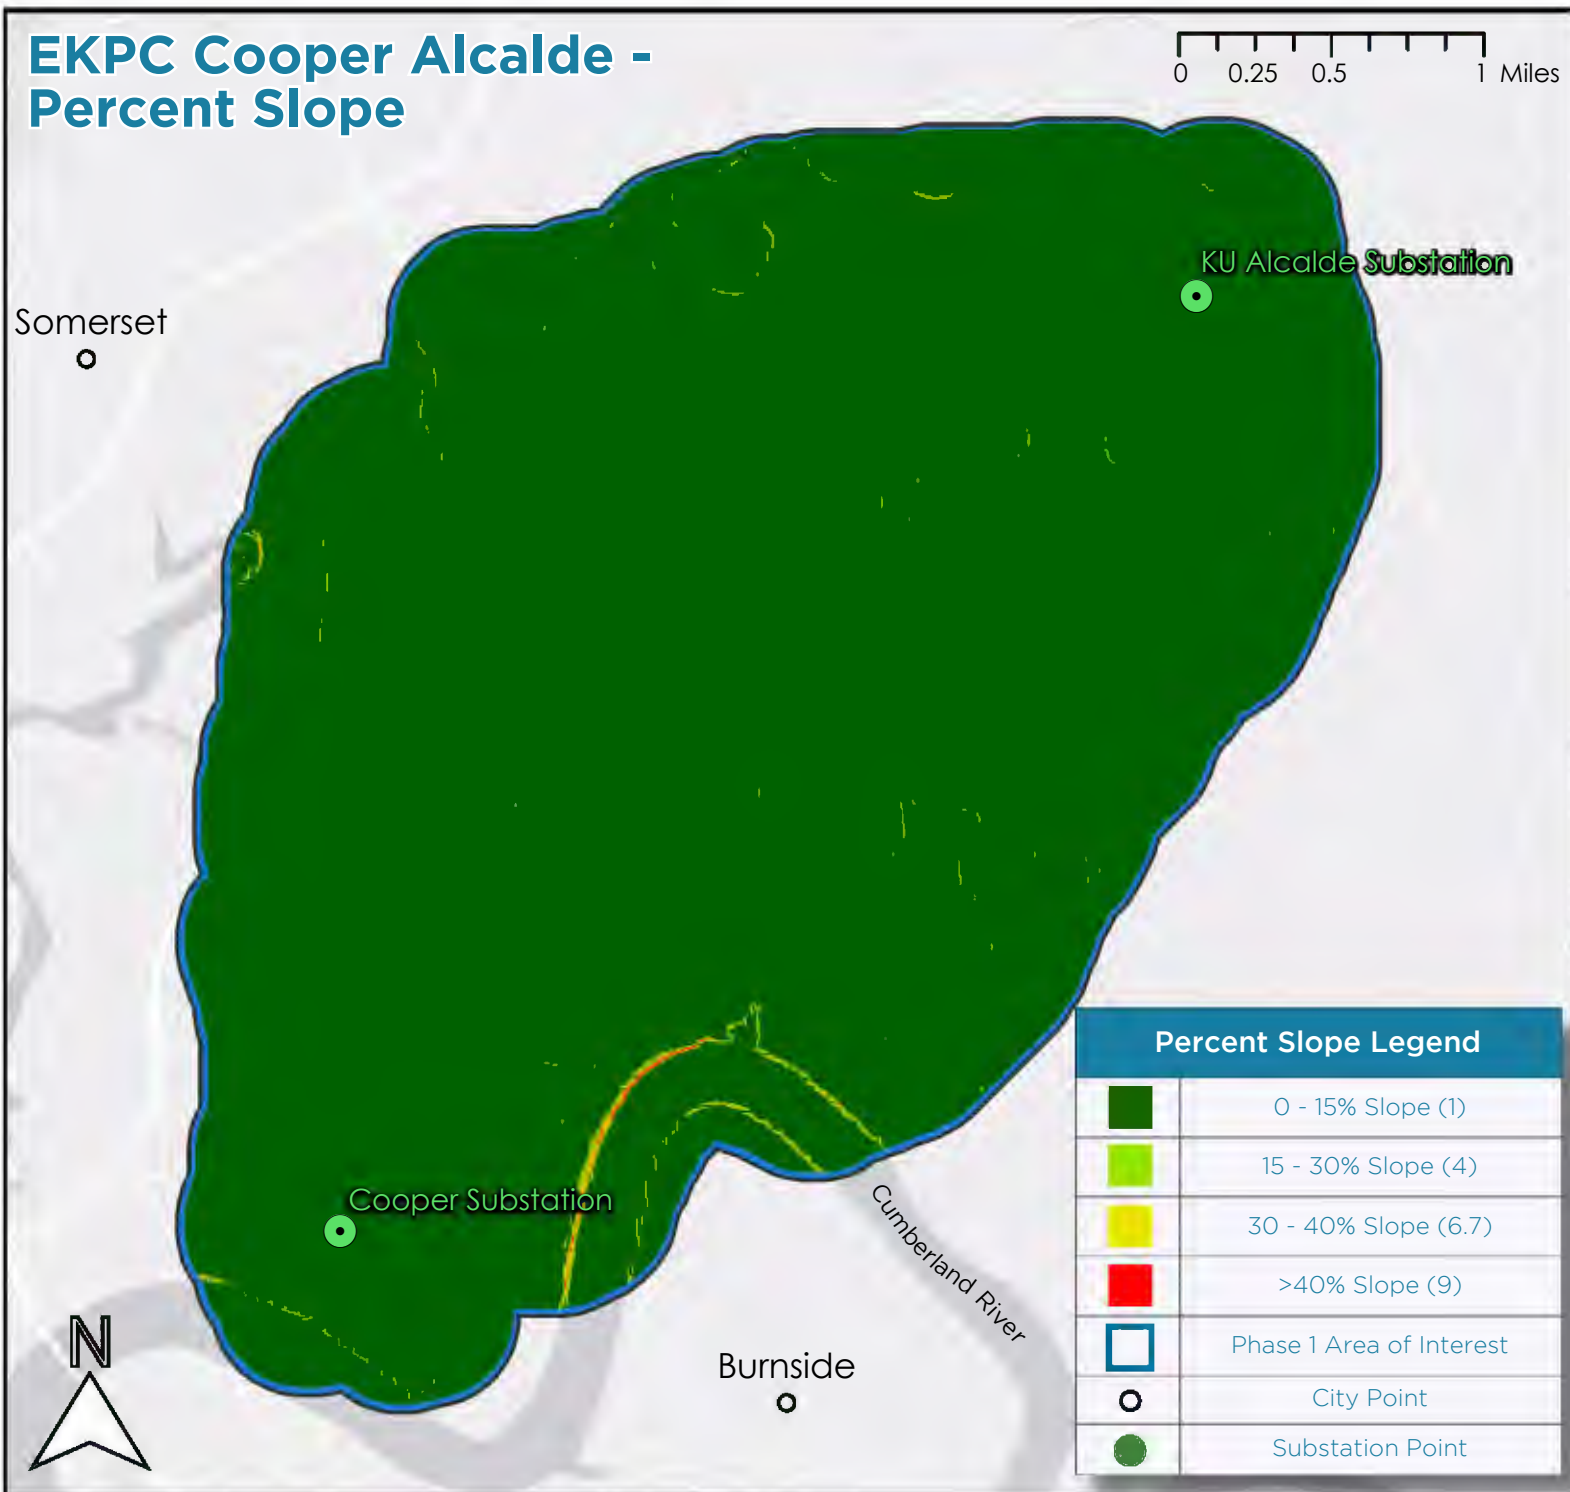 EKPC Cooper Alcalde -
Percent Slope
0 0.25 0.5 1 Miles
KU Alcalde Substation
Somerset
Cooper Substation
Cumberland River
Burnside
N
Percent Slope Legend
0 - 15% Slope (1)
15 - 30% Slope (4)
30 - 40% Slope (6.7)
>40% Slope (9)
Phase 1 Area of Interest
City Point
Substation Point